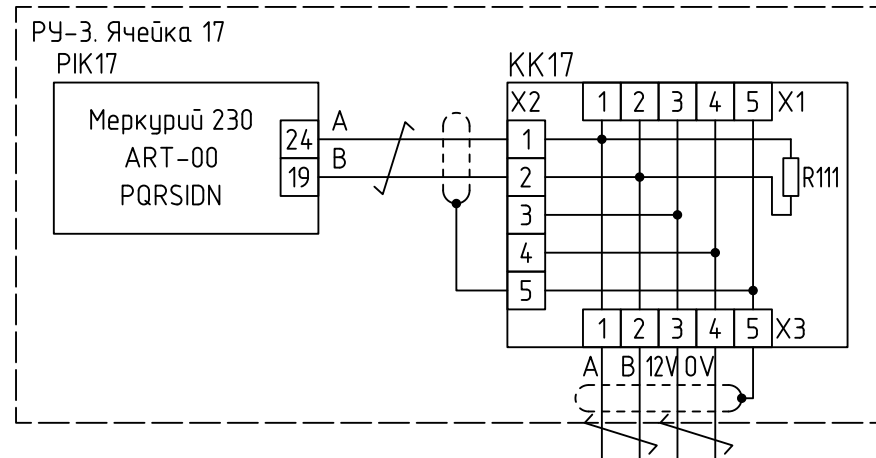 РУ-3. Ячейка 17
PIK17
Меркурий 230
ART-00
PQRSIDN
24
19
A
B
KK17
X2
1 2 3 4 5
X1
1
2
3
4
5
R111
1 2 3 4 5
X3
A B 12V 0V